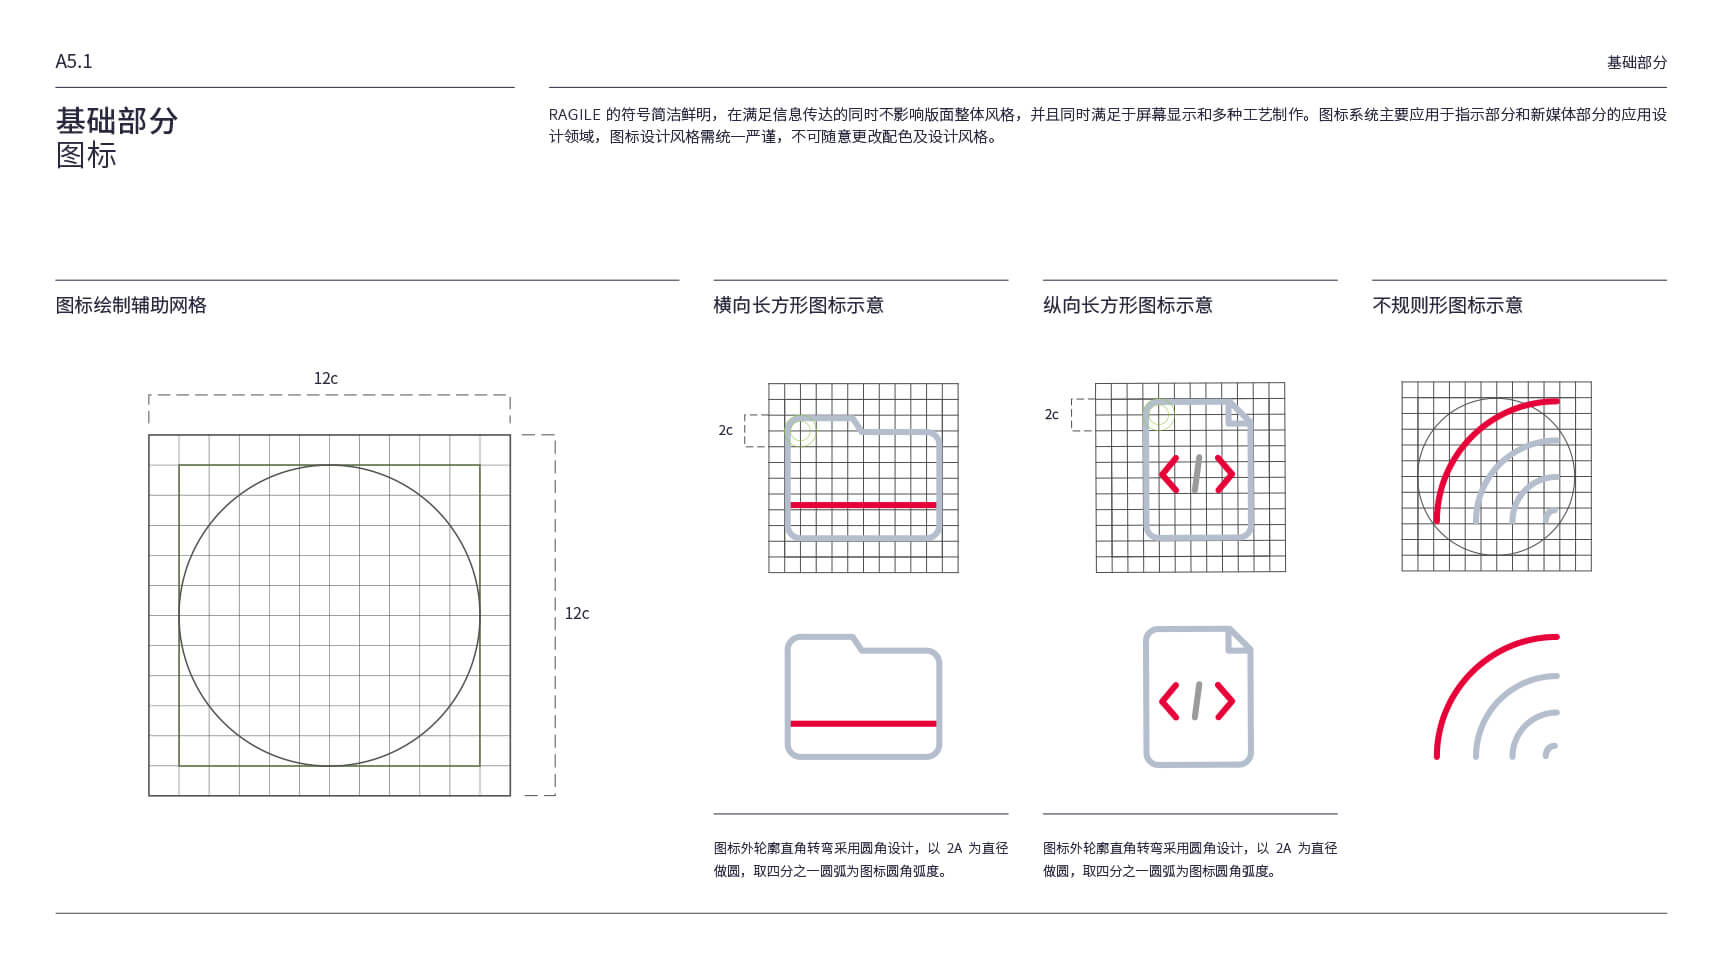 A5.1
基础部分
基础部分
图标
RAGILE 的符号简洁鲜明，在满足信息传达的同时不影响版面整体风格，并且同时满足于屏幕显示和多种工艺制作。图标系统主要应用于指示部分和新媒体部分的应用设
计领域，图标设计风格需统一严谨，不可随意更改配色及设计风格。
图标绘制辅助网格
12c
12c
横向长方形图标示意
2c
图标外轮廓直角转弯采用圆角设计，以 2A 为直径
做圆，取四分之一圆弧为图标圆角弧度。
纵向长方形图标示意
2c
图标外轮廓直角转弯采用圆角设计，以 2A 为直径
做圆，取四分之一圆弧为图标圆角弧度。
不规则形图标示意